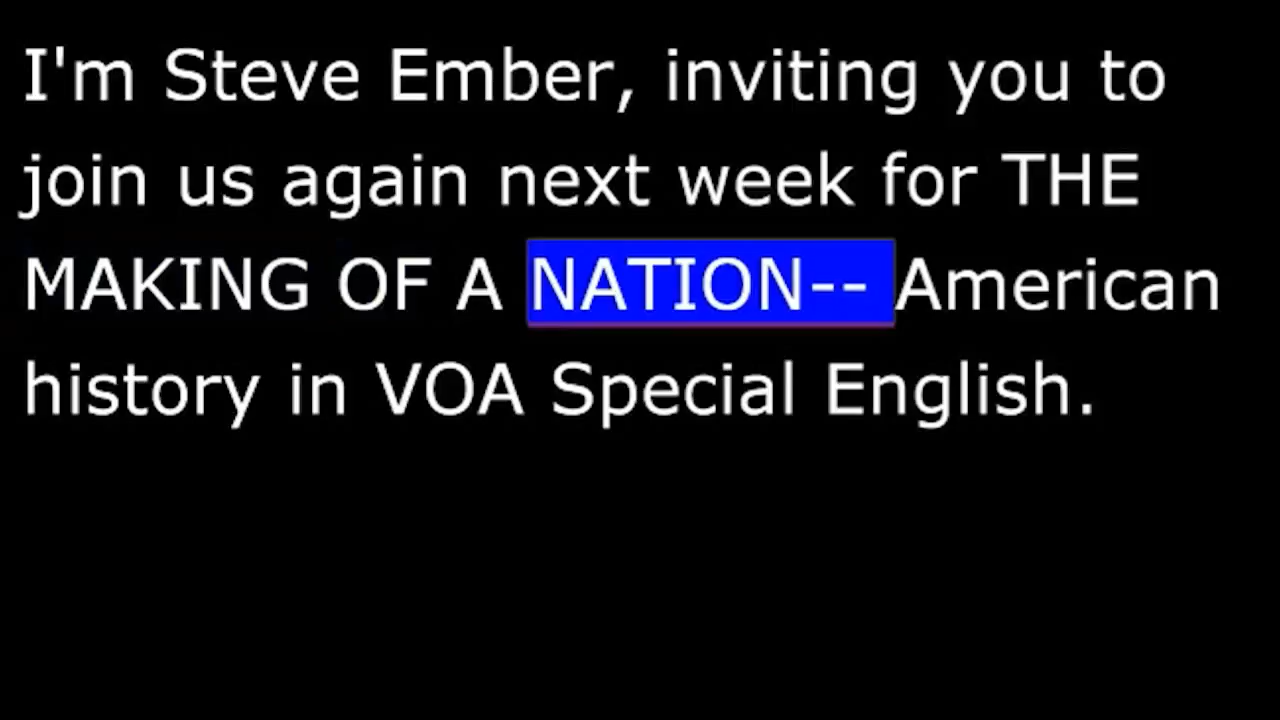 I'm Steve Ember, inviting you to
join us again next week for THE
MAKING OF A NATION-- American
history in VOA Special English.